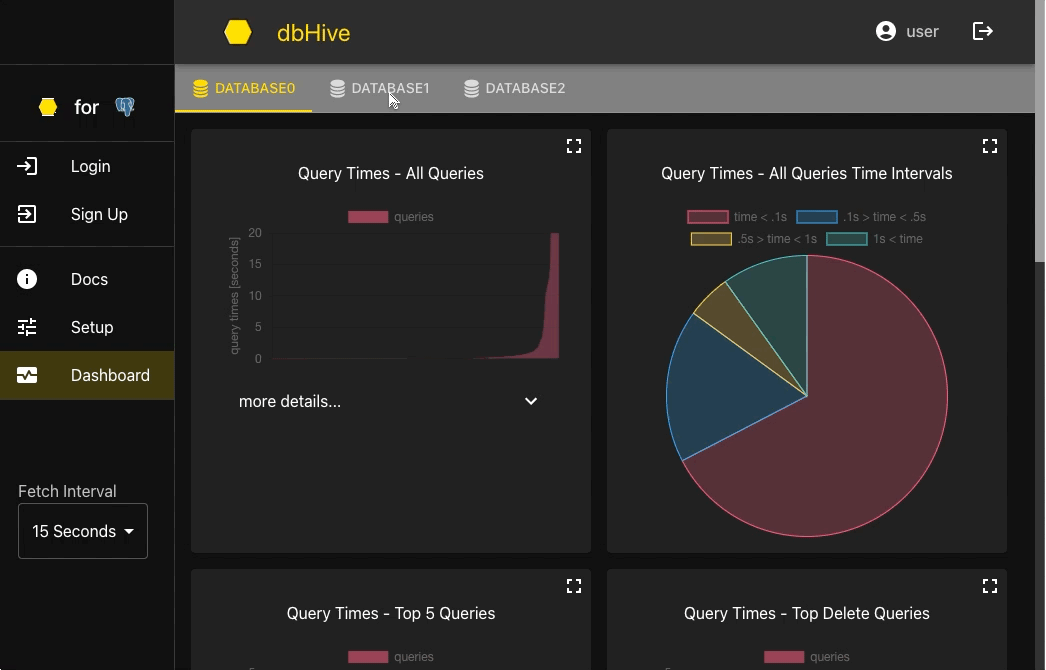 dbHive
user
DATABASE0 DATABASE1 DATABASE2
for
Login
Sign Up
Docs
Setup
Dashboard
Fetch Interval
15 Seconds
Query Times - All Queries
queries
query times [seconds]
20
15
10
5
0
more details...
Query Times - All Queries Time Intervals
time < .1s .1s > time < .5s
.5s > time < 1s 1s < time
Query Times - Top 5 Queries
queries
Query Times - Top Delete Queries
queries